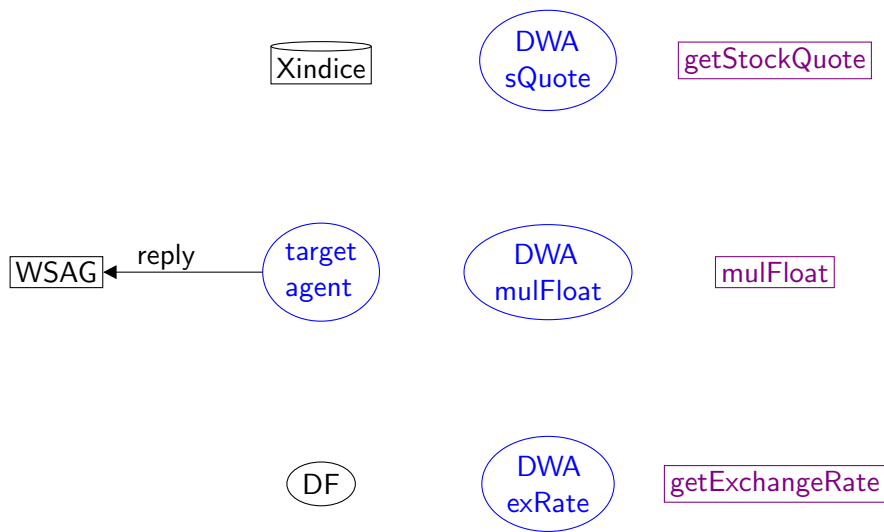 Xindice
DWA
sQuote
getStockQuote
WSAG
reply
target
agent
DWA
mulFloat
mulFloat
DF
DWA
exRate
getExchangeRate